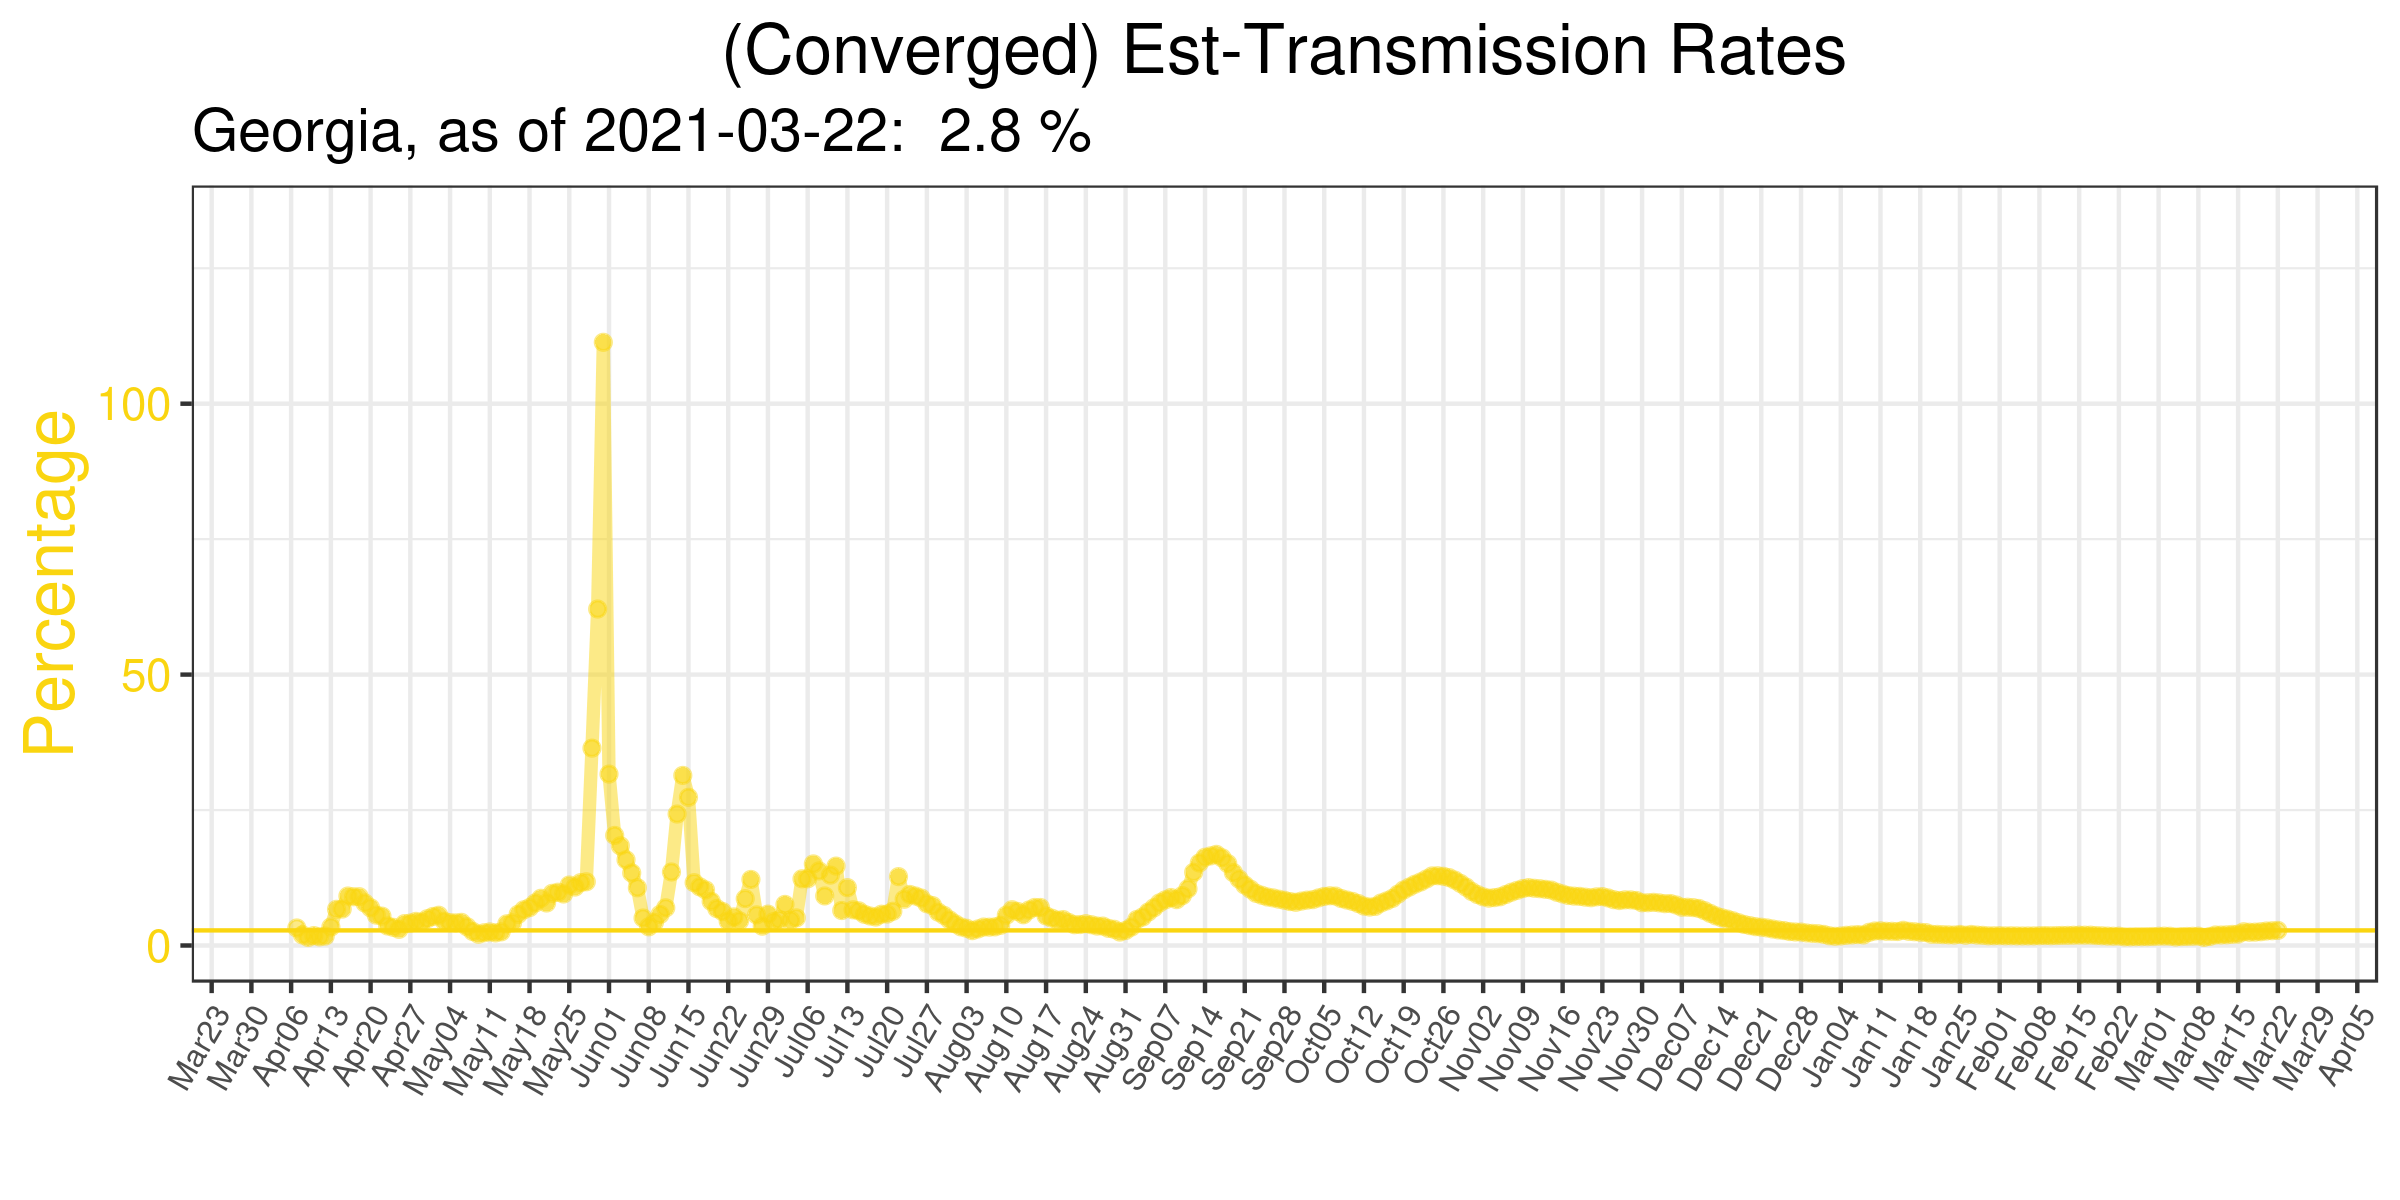 (Converged) Est-Transmission Rates
Georgia, as of 2021-03-22:  2.8 %
Percentage
100
50
0
Mar23
Mar30
Apr06
Apr13
Apr20
Apr27
May04
May11
May18
May25
Jun01
Jun08
Jun15
Jun22
Jun29
Jul06
Jul13
Jul20
Jul27
Aug03
Aug10
Aug17
Aug24
Aug31
Sep07
Sep14
Sep21
Sep28
Oct05
Oct12
Oct19
Oct26
Nov02
Nov09
Nov16
Nov23
Nov30
Dec07
Dec14
Dec21
Dec28
Jan04
Jan11
Jan18
Jan25
Feb01
Feb08
Feb15
Feb22
Mar01
Mar08
Mar15
Mar22
Mar29
Apr05